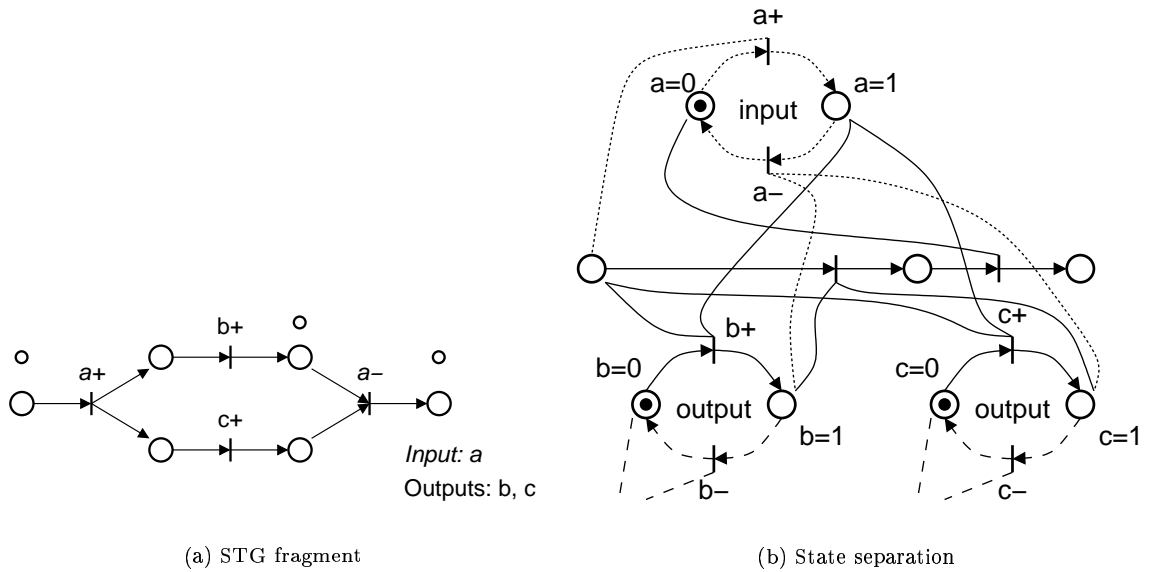 a+
a=0
a=1
input
a–
b+
c+
b+
b=0
c=0
a+
a–
c+
output
output
b=1
c=1
Input: a
Outputs: b, c
b–
c–
(a) STG fragment
(b) State separation